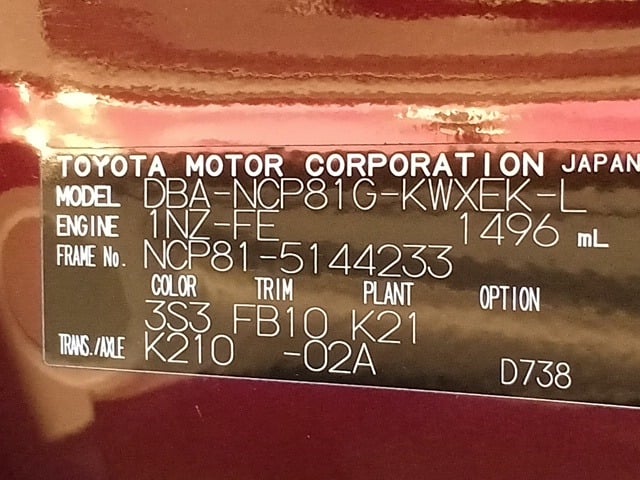 TOYOTA MOTOR CORPORATION JAPAN
MODEL DBA-NCP81G-KWXEK-L
ENGINE 1NZ-FE 1496 mL
FRAME No. NCP81-5144233
COLOR TRIM PLANT OPTION
3S3 FB10 K21
TRANS./AXLE K210 -02A
D738